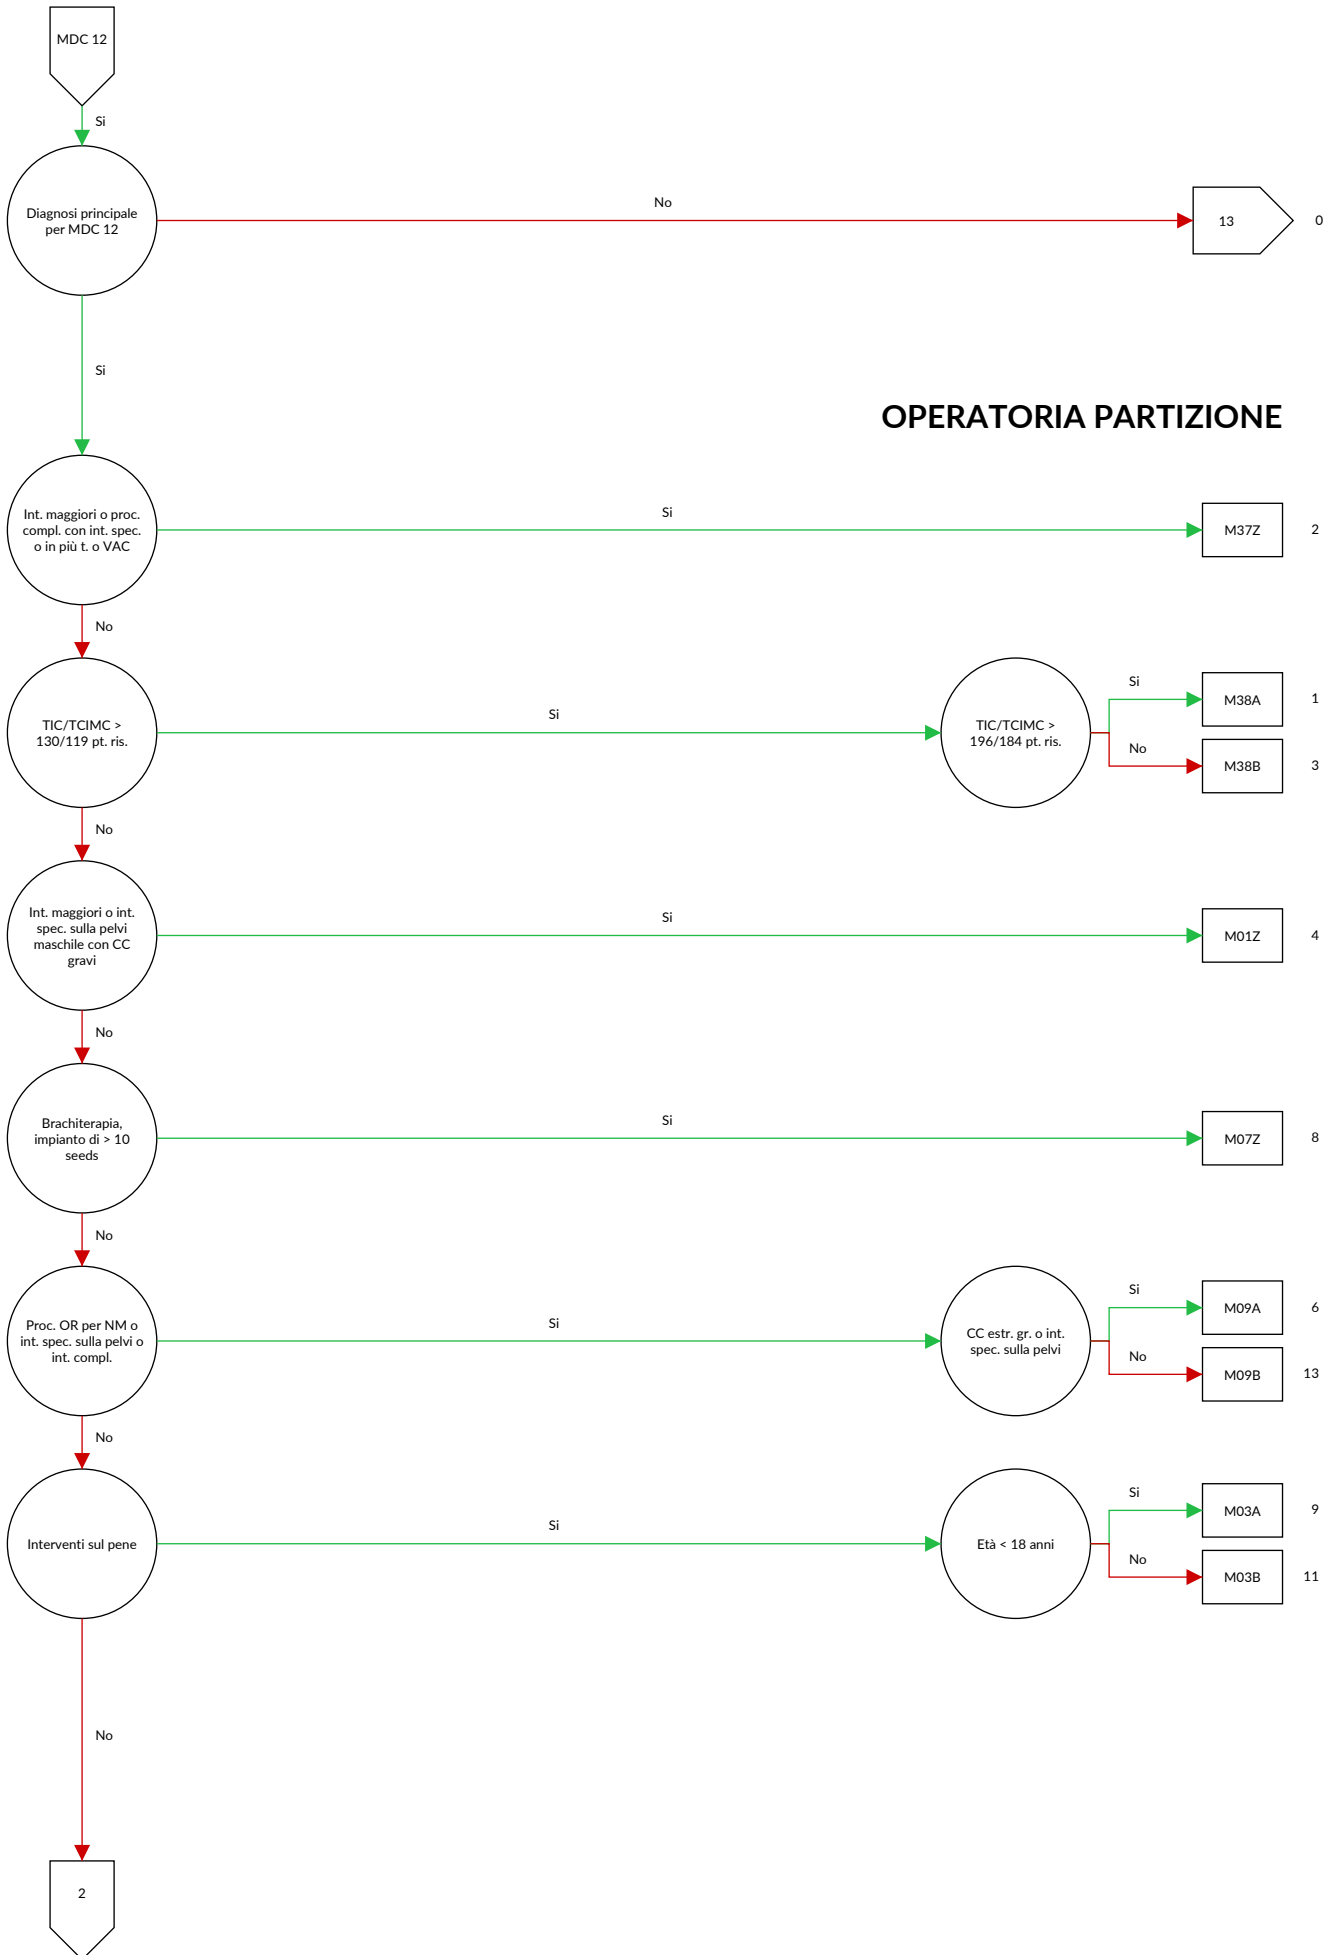 MDC 12
Si
Diagnosi principale
per MDC 12
No
13
0
Si
OPERATORIA PARTIZIONE
Int. maggiori o proc.
compl. con int. spec.
o in più t. o VAC
Si
M37Z
2
No
TIC/TCIMC >
130/119 pt. ris.
Si
TIC/TCIMC >
196/184 pt. ris.
Si
M38A
1
No
M38B
3
No
Int. maggiori o int.
spec. sulla pelvi
maschile con CC
gravi
Si
M01Z
4
No
Brachiterapia,
impianto di > 10
seeds
Si
M07Z
8
No
Proc. OR per NM o
int. spec. sulla pelvi o
int. compl.
Si
CC estr. gr. o int.
spec. sulla pelvi
Si
M09A
6
No
M09B
13
No
Interventi sul pene
Si
Età < 18 anni
Si
M03A
9
No
M03B
11
No
2